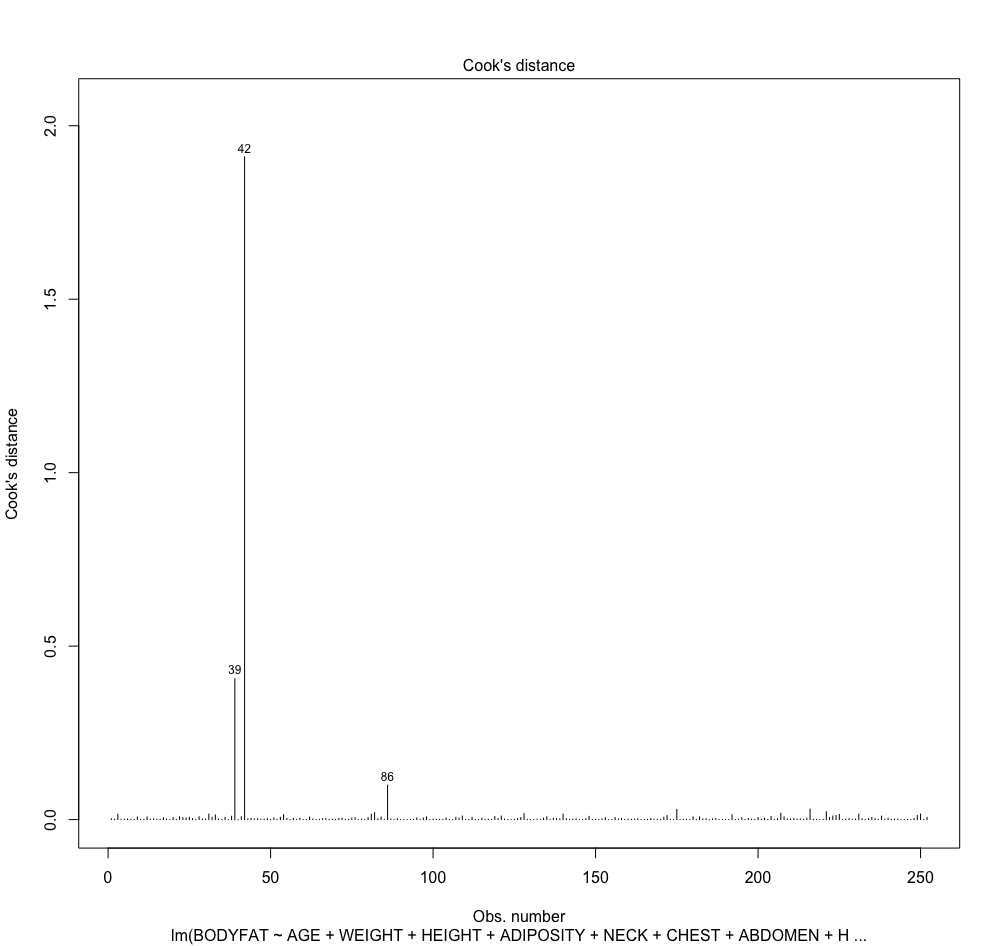 Cook's distance
2.0
1.5
1.0
0.5
0.0
Cook's distance
42
39
86
0 50 100 150 200 250
Obs. number
lm(BODYFAT ~ AGE + WEIGHT + HEIGHT + ADIPOSITY + NECK + CHEST + ABDOMEN + H ...